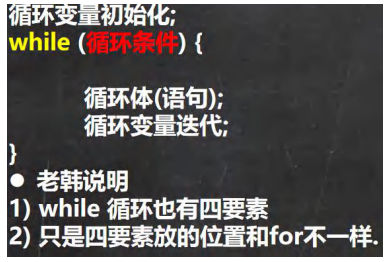 循环变量初始化;
while (循环条件) {
循环体(语句);
循环变量迭代;
}
● 老韩说明
1) while 循环也有四要素
2) 只是四要素放的位置和for不一样.